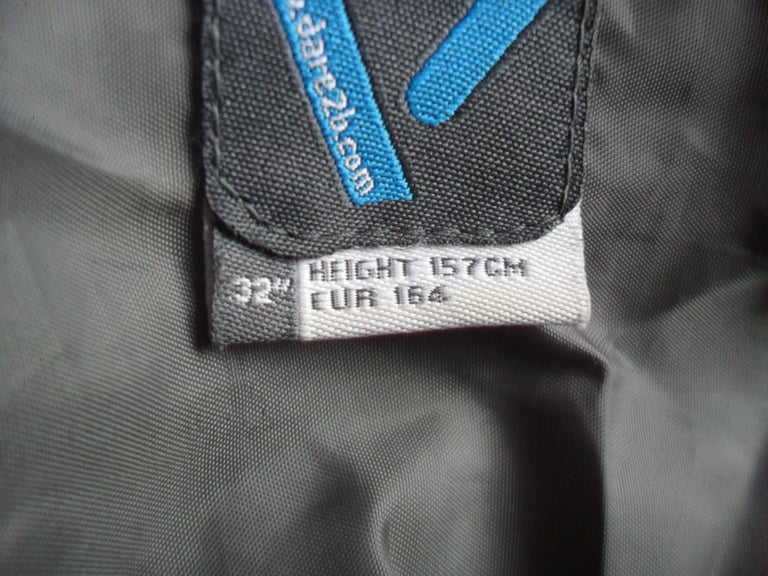 .dare2b.com
32"
HEIGHT 157CM
EUR 164